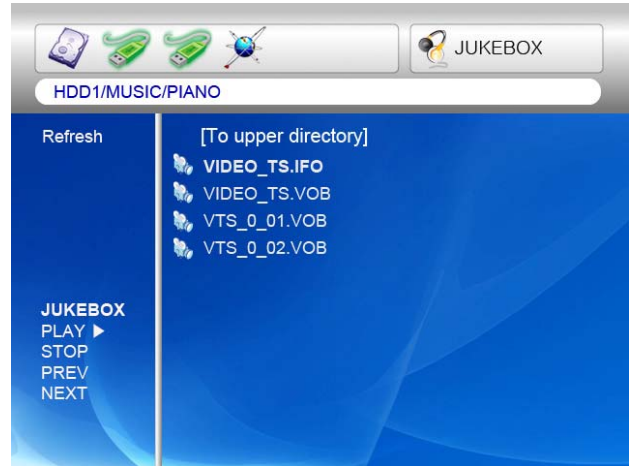 JUKEBOX
HDD1/MUSIC/PIANO
Refresh
[To upper directory]
VIDEO_TS.IFO
VIDEO_TS.VOB
VTS_0_01.VOB
VTS_0_02.VOB
JUKEBOX
PLAY ▶
STOP
PREV
NEXT